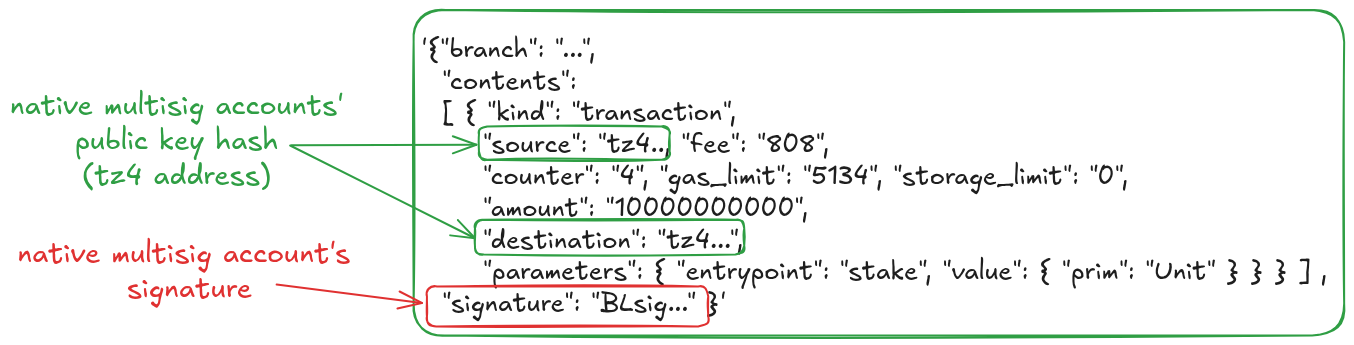 native multisig accounts'
public key hash
(tz4 address)
native multisig account's
signature
'{"branch": "...",
"contents":
[ { "kind": "transaction",
"source": "tz4.., "fee": "808",
"counter": "4", "gas_limit": "5134", "storage_limit": "0",
"amount": "10000000000",
"destination": "tz4...",
"parameters": { "entrypoint": "stake", "value": { "prim": "Unit" } } } ] ,
"signature": "BLsig..." }'